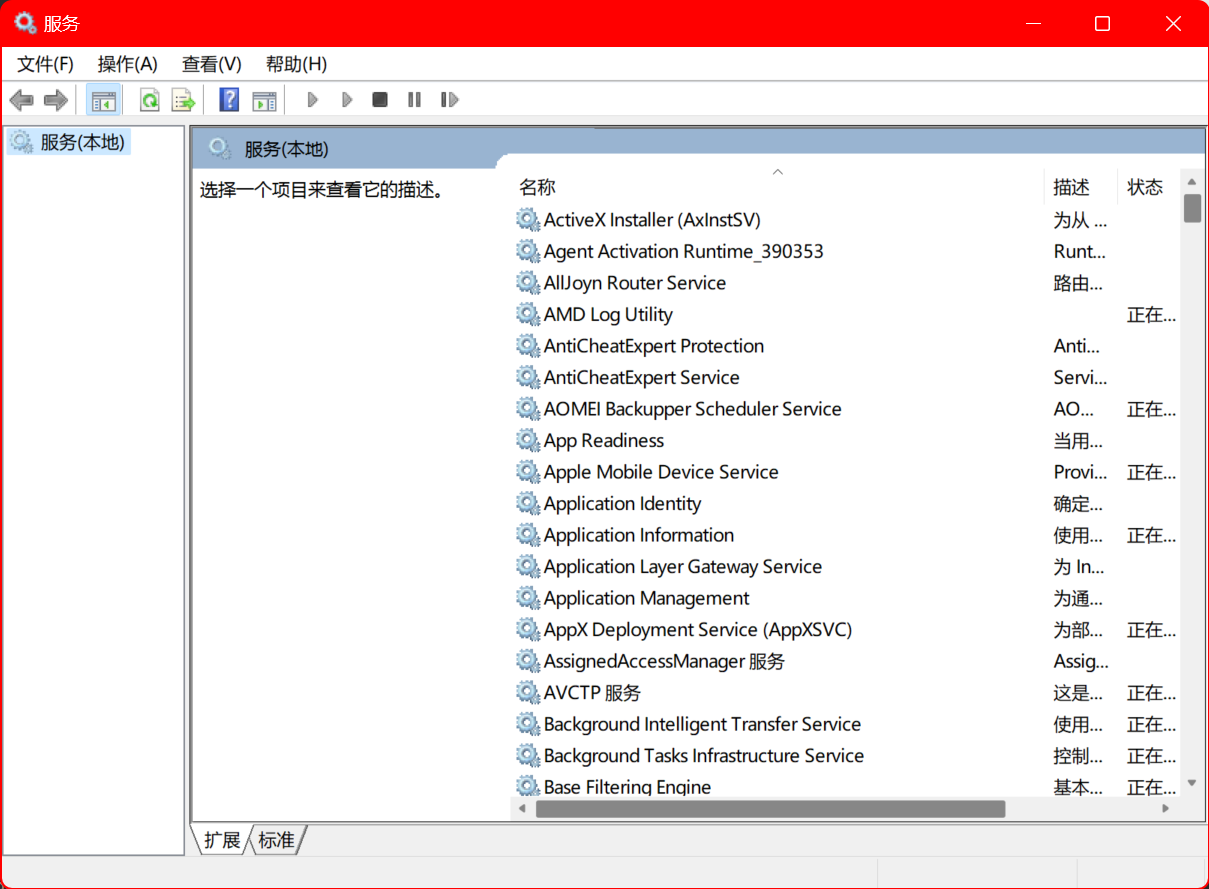 服务
文件(F) 操作(A) 查看(V) 帮助(H)
服务(本地)
服务(本地)
选择一个项目来查看它的描述。
名称 描述 状态
ActiveX Installer (AxInstSV) 为从 ...
Agent Activation Runtime_390353 Runt...
AllJoyn Router Service 路由...
AMD Log Utility 正在...
AntiCheatExpert Protection Anti...
AntiCheatExpert Service Servi...
AOMEI Backupper Scheduler Service AO... 正在...
App Readiness 当用...
Apple Mobile Device Service Provi... 正在...
Application Identity 确定...
Application Information 使用... 正在...
Application Layer Gateway Service 为 In...
Application Management 为通...
AppX Deployment Service (AppXSVC) 为部... 正在...
AssignedAccessManager 服务 Assig...
AVCTP 服务 这是... 正在...
Background Intelligent Transfer Service 使用... 正在...
Background Tasks Infrastructure Service 控制... 正在...
Base Filtering Engine 基本... 正在...
扩展 标准